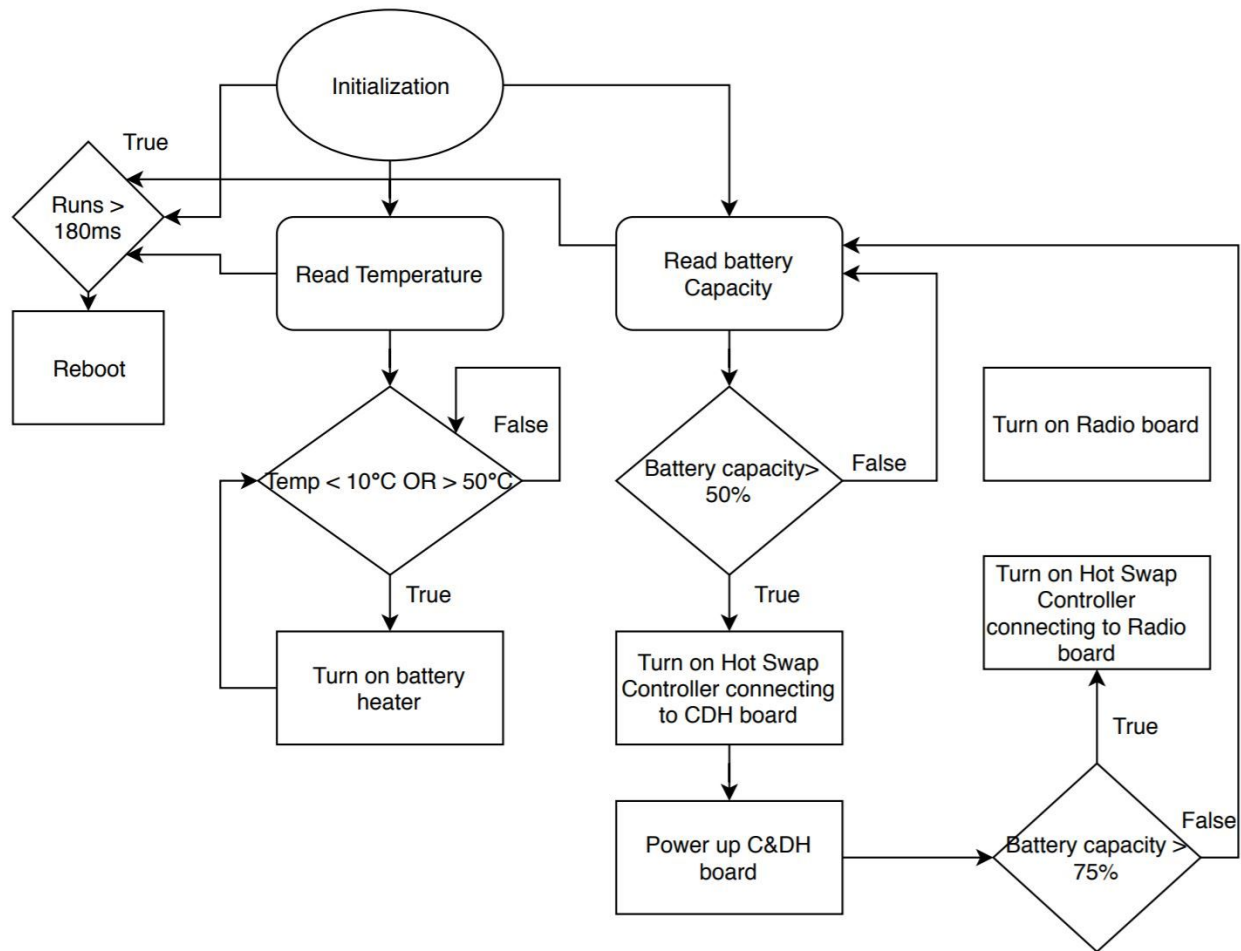 Initialization
True
Runs >
180ms
Read Temperature
Read battery
Capacity
Reboot
False
Turn on Radio board
Temp < 10°C OR > 50°C
Battery capacity>
50%
False
True
True
Turn on Hot Swap
Controller
connecting to Radio
board
Turn on battery
heater
Turn on Hot Swap
Controller connecting
to CDH board
True
False
Power up C&DH
board
Battery capacity >
75%